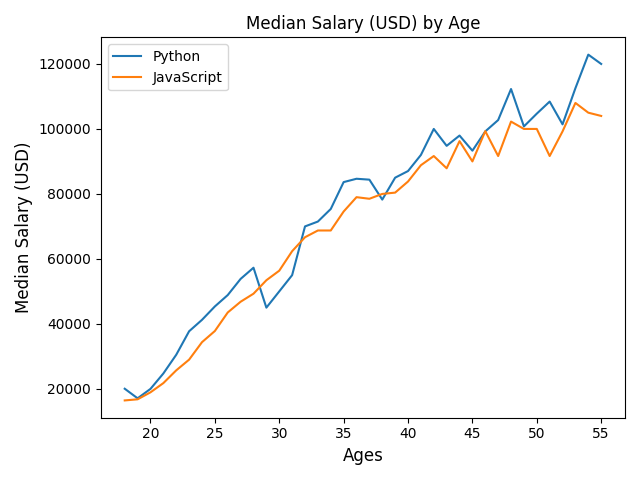 Median Salary (USD) by Age
Python
JavaScript
120000
100000
80000
60000
40000
20000
Median Salary (USD)
20 25 30 35 40 45 50 55
Ages